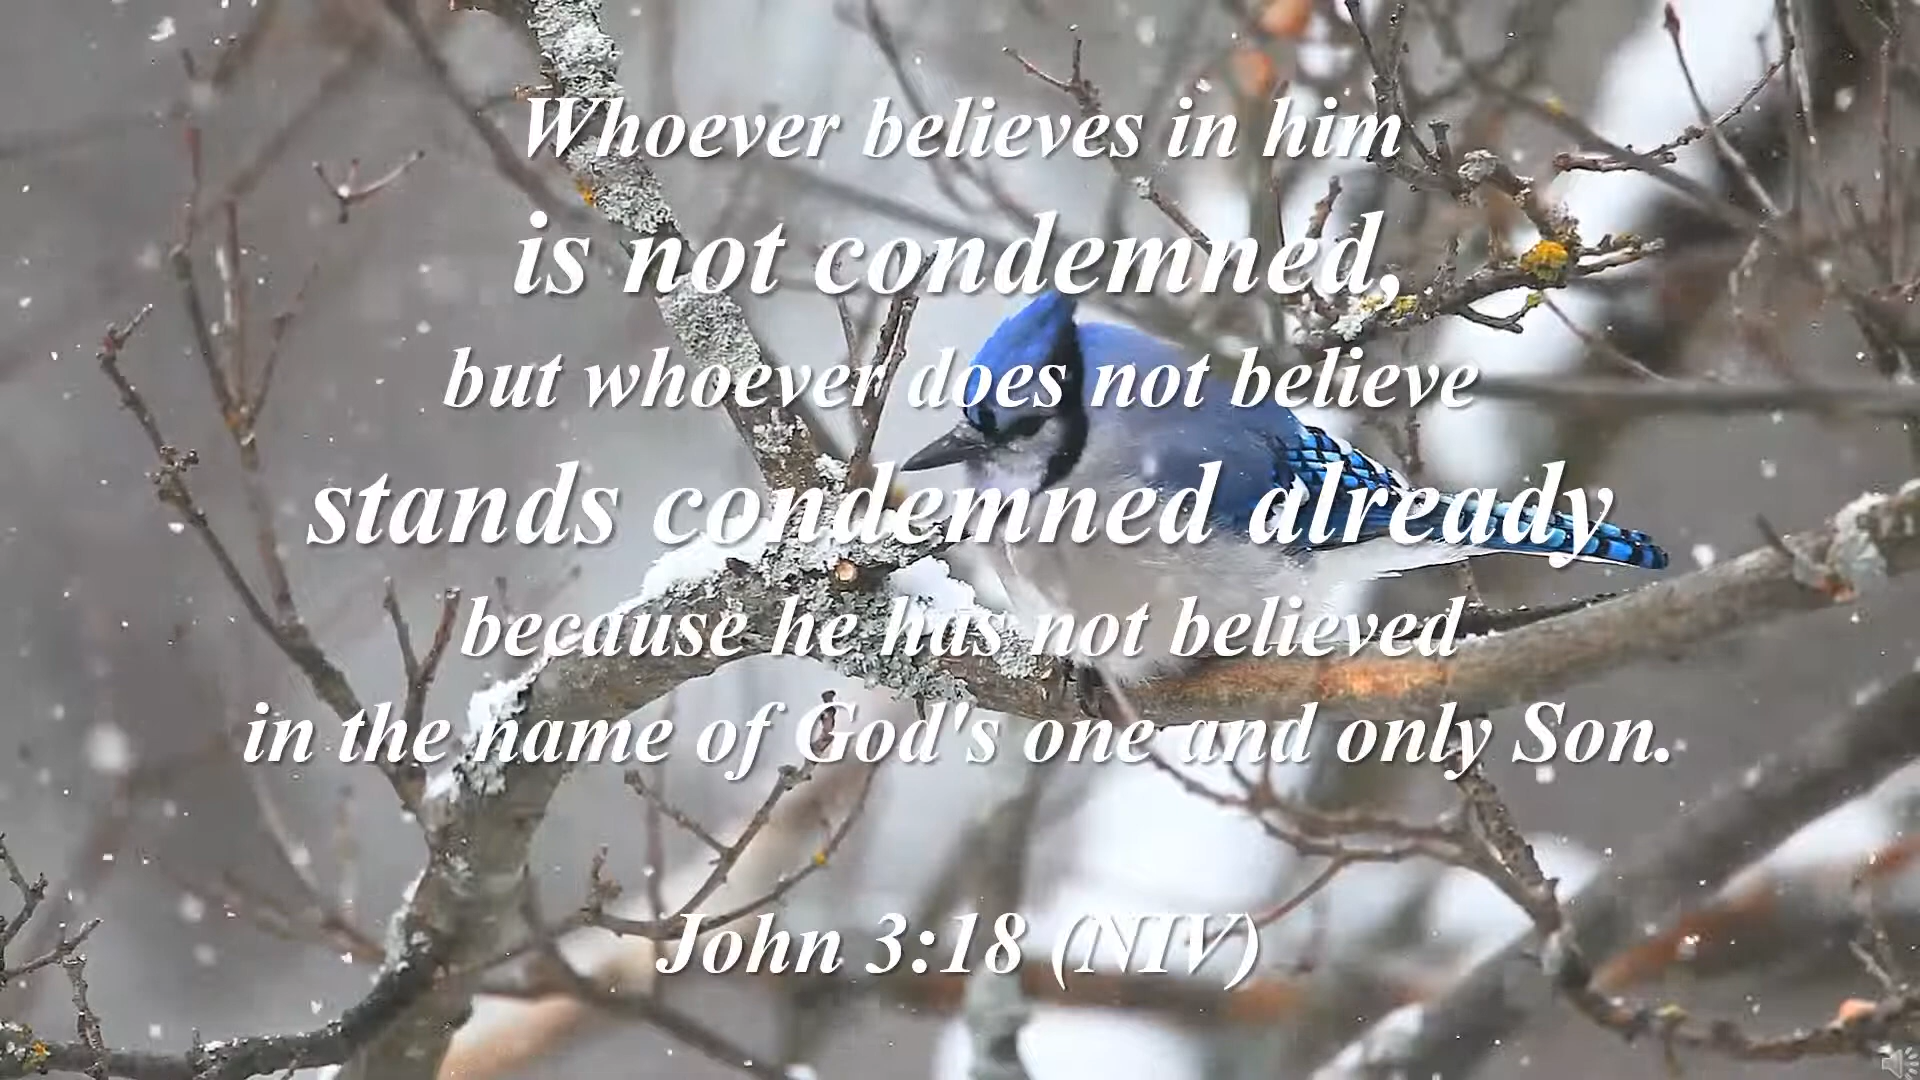 Whoever believes in him
is not condemned,
but whoever does not believe
stands condemned already
because he has not believed
in the name of God's one and only Son.
John 3:18 (NIV)